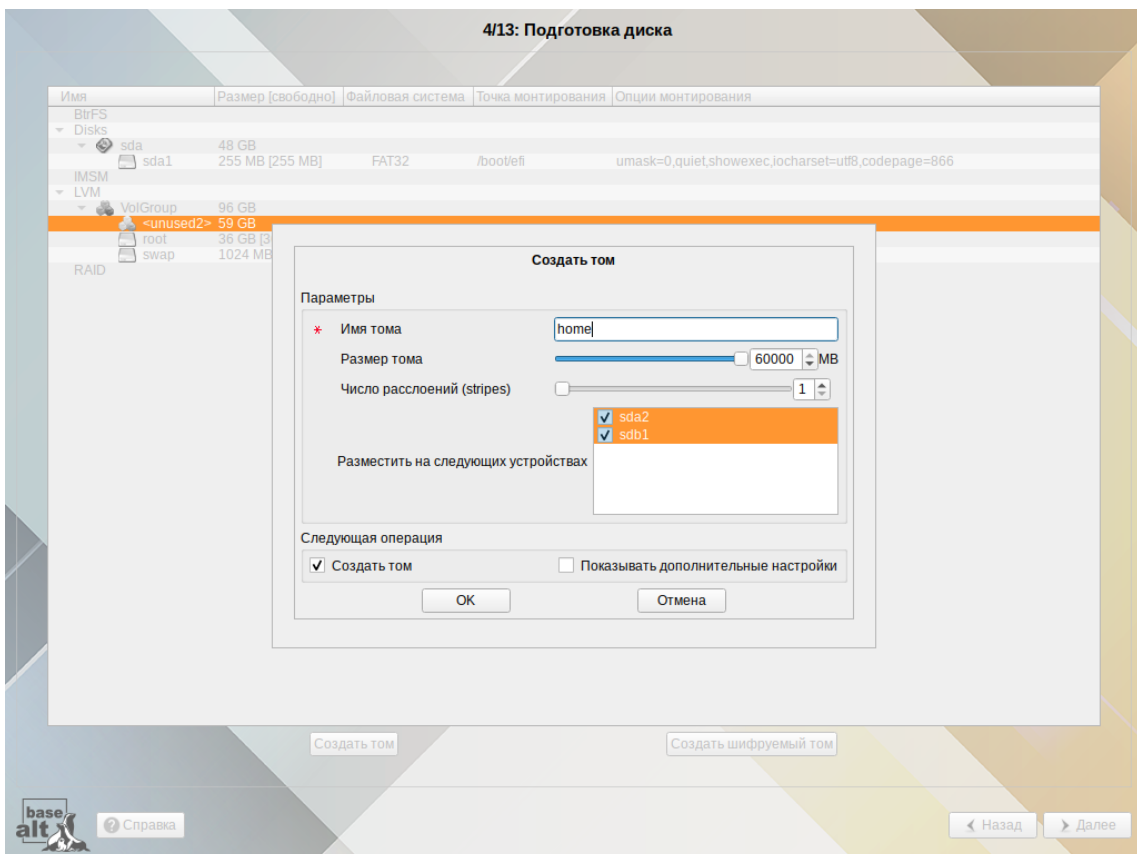 4/13: Подготовка диска
Имя Размер [свободно] Файловая система Точка монтирования Опции монтирования
BtrFS
Disks
sda 48 GB
sda1 255 MB [255 MB] FAT32 /boot/efi umask=0,quiet,showexec,iocharset=utf8,codepage=866
IMSM
LVM
VolGroup 96 GB
<unused2> 59 GB
root 36 GB [3
swap 1024 MB
RAID
Создать том
Параметры
* Имя тома home
Размер тома 60000 MB
Число расслоений (stripes) 1
sda2
sdb1
Разместить на следующих устройствах
Следующая операция
Создать том Показывать дополнительные настройки
OK Отмена
Создать том Создать шифруемый том
base
alt
Справка Назад Далее